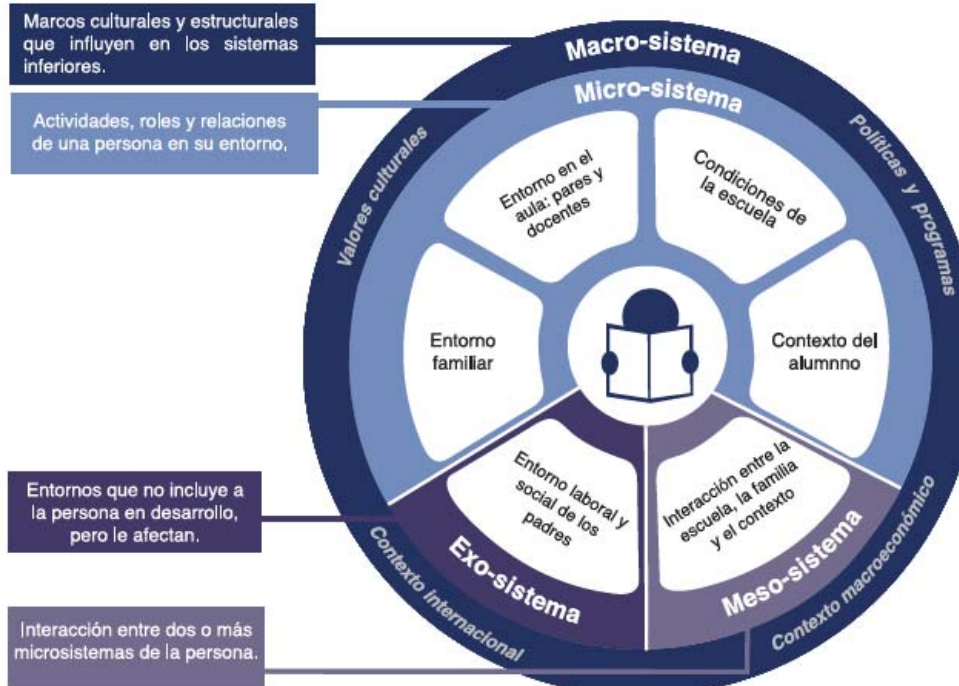 Marcos culturales y estructurales
que influyen en los sistemas
inferiores.
Actividades, roles y relaciones
de una persona en su entorno,
Macro-sistema
Micro-sistema
Valores culturales
Políticas y programas
Entorno en el
aula: pares y
docentes
Condiciones de
la escuela
Entorno
familiar
Contexto del
alumnno
Entornos que no incluye a
la persona en desarrollo,
pero le afectan.
Entorno laboral y
social de los
padres
Interacción entre la
escuela, la familia
y el contexto
Exo-sistema
Meso-sistema
Contexto internacional
Contexto macroeconómico
Interacción entre dos o más
microsistemas de la persona.